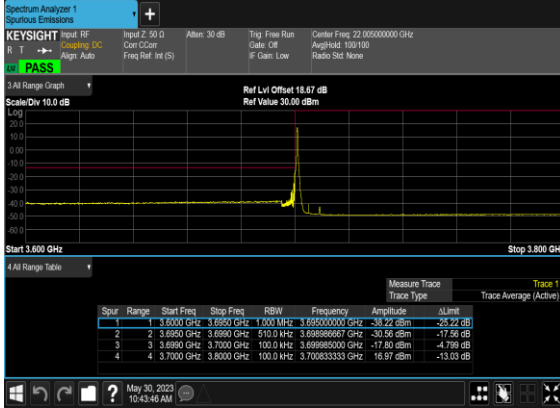 Spectrum Analyzer 1
Spurious Emissions
+
KEYSIGHT Input: RF Input Z: 50 Ω Atten: 30 dB Trig: Free Run Center Freq: 22.005000000 GHz
R T Coupling: DC Corr CCorr Gate: Off Avg|Hold: 100/100
Align: Auto Freq Ref: Int (S) IF Gain: Low Radio Std: None
PASS
3 All Range Graph
Ref Lvl Offset 18.67 dB
Scale/Div 10.0 dB Ref Value 30.00 dBm
Log
20.0
10.0
0.00
-10.0
-20.0
-30.0
-40.0
-50.0
-60.0
Start 3.600 GHz Stop 3.800 GH
4 All Range Table
Measure Trace Trace 1
Trace Type Trace Average (Active)
Spur Range Start Freq Stop Freq RBW Frequency Amplitude ΔLimit
1 1 3.6000 GHz 3.6950 GHz 1.000 MHz 3.695000000 GHz -38.22 dBm -25.22 dB
2 2 3.6950 GHz 3.6990 GHz 510.0 kHz 3.698986667 GHz -30.56 dBm -17.56 dB
3 3 3.6990 GHz 3.7000 GHz 100.0 kHz 3.699985000 GHz -17.80 dBm -4.799 dB
4 4 3.7000 GHz 3.8000 GHz 100.0 kHz 3.700833333 GHz 16.97 dBm -13.03 dB
? May 30, 2023
10:43:46 AM